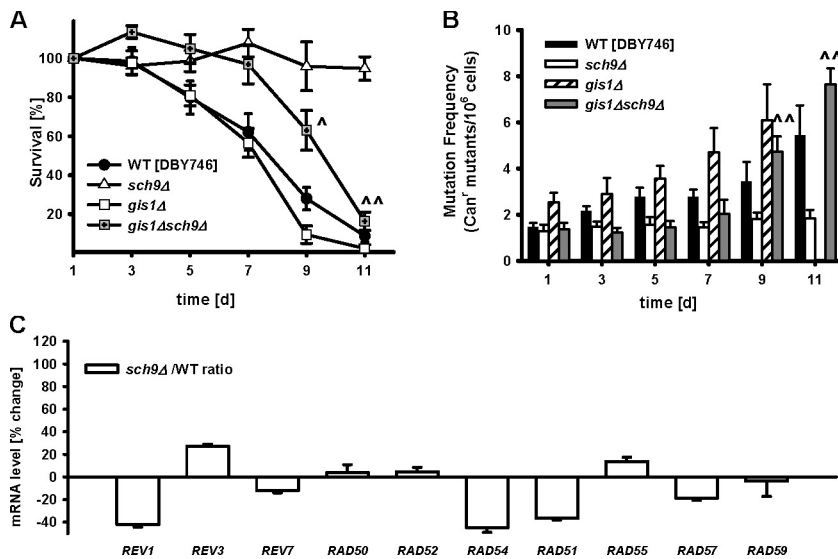 A
Survival [%]
100
80
60
40
20
WT [DBY746]
sch9Δ
gis1Δ
gis1Δsch9Δ
^
^^
1 3 5 7 9 11
time [d]
B
Mutation Frequency
(Canʳ mutants/10⁶ cells)
10
8
6
4
2
0
WT [DBY746]
sch9Δ
gis1Δ
gis1Δsch9Δ
^^
^^
1 3 5 7 9 11
time [d]
C
mRNA level [% change]
120
100
80
60
40
20
0
-20
-40
sch9Δ /WT ratio
REV1 REV3 REV7 RAD50 RAD52 RAD54 RAD51 RAD55 RAD57 RAD59